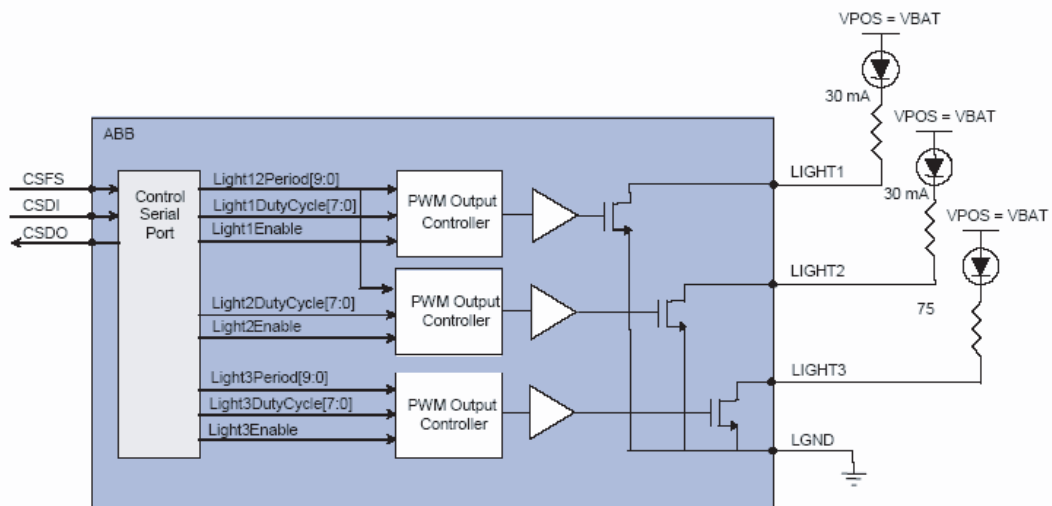 VPOS = VBAT
30 mA
VPOS = VBAT
ABB
CSFS
CSDI
CSDO
Control
Serial
Port
Light12Period[9:0]
Light1DutyCycle[7:0]
Light1Enable
PWM Output
Controller
LIGHT1
30 mA
VPOS = VBAT
Light2DutyCycle[7:0]
Light2Enable
PWM Output
Controller
LIGHT2
75
Light3Period[9:0]
Light3DutyCycle[7:0]
Light3Enable
PWM Output
Controller
LIGHT3
LGND